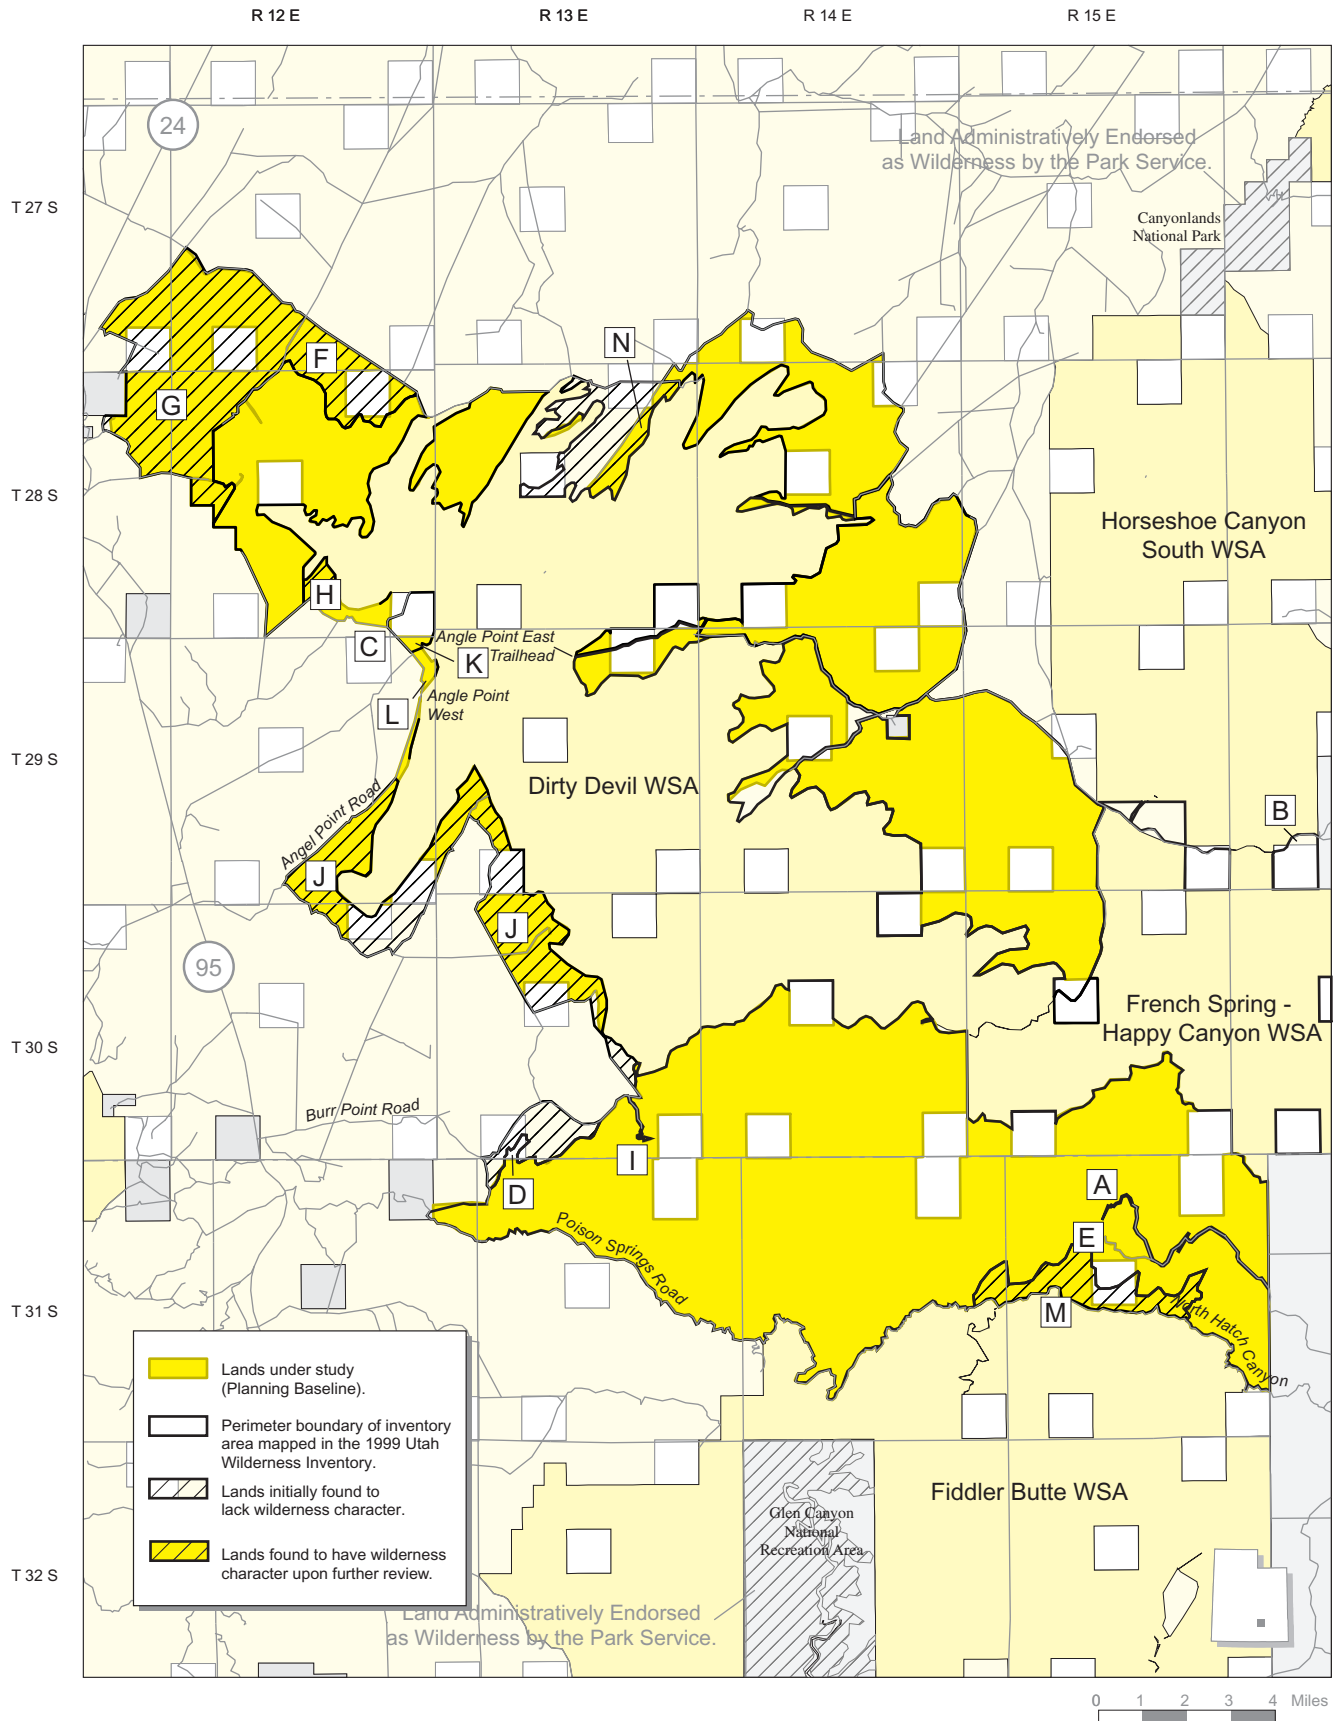 R 12 E
R 13 E
R 14 E
R 15 E
24
Land Administratively Endorsed
as Wilderness by the Park Service.
T 27 S
Canyonlands
National Park
N
F
G
T 28 S
Horseshoe Canyon
South WSA
H
C
Angle Point East
Trailhead
K
L
Angle Point
West
T 29 S
Dirty Devil WSA
B
Angel Point Road
J
J
95
French Spring -
Happy Canyon WSA
T 30 S
Burr Point Road
I
D
A
Poison Springs Road
E
T 31 S
M
North Hatch Canyon
Lands under study
(Planning Baseline).
Perimeter boundary of inventory
area mapped in the 1999 Utah
Wilderness Inventory.
Lands initially found to
lack wilderness character.
Lands found to have wilderness
character upon further review.
Fiddler Butte WSA
Glen Canyon
National
Recreation Area
T 32 S
Land Administratively Endorsed
as Wilderness by the Park Service.
0 1 2 3 4 Miles